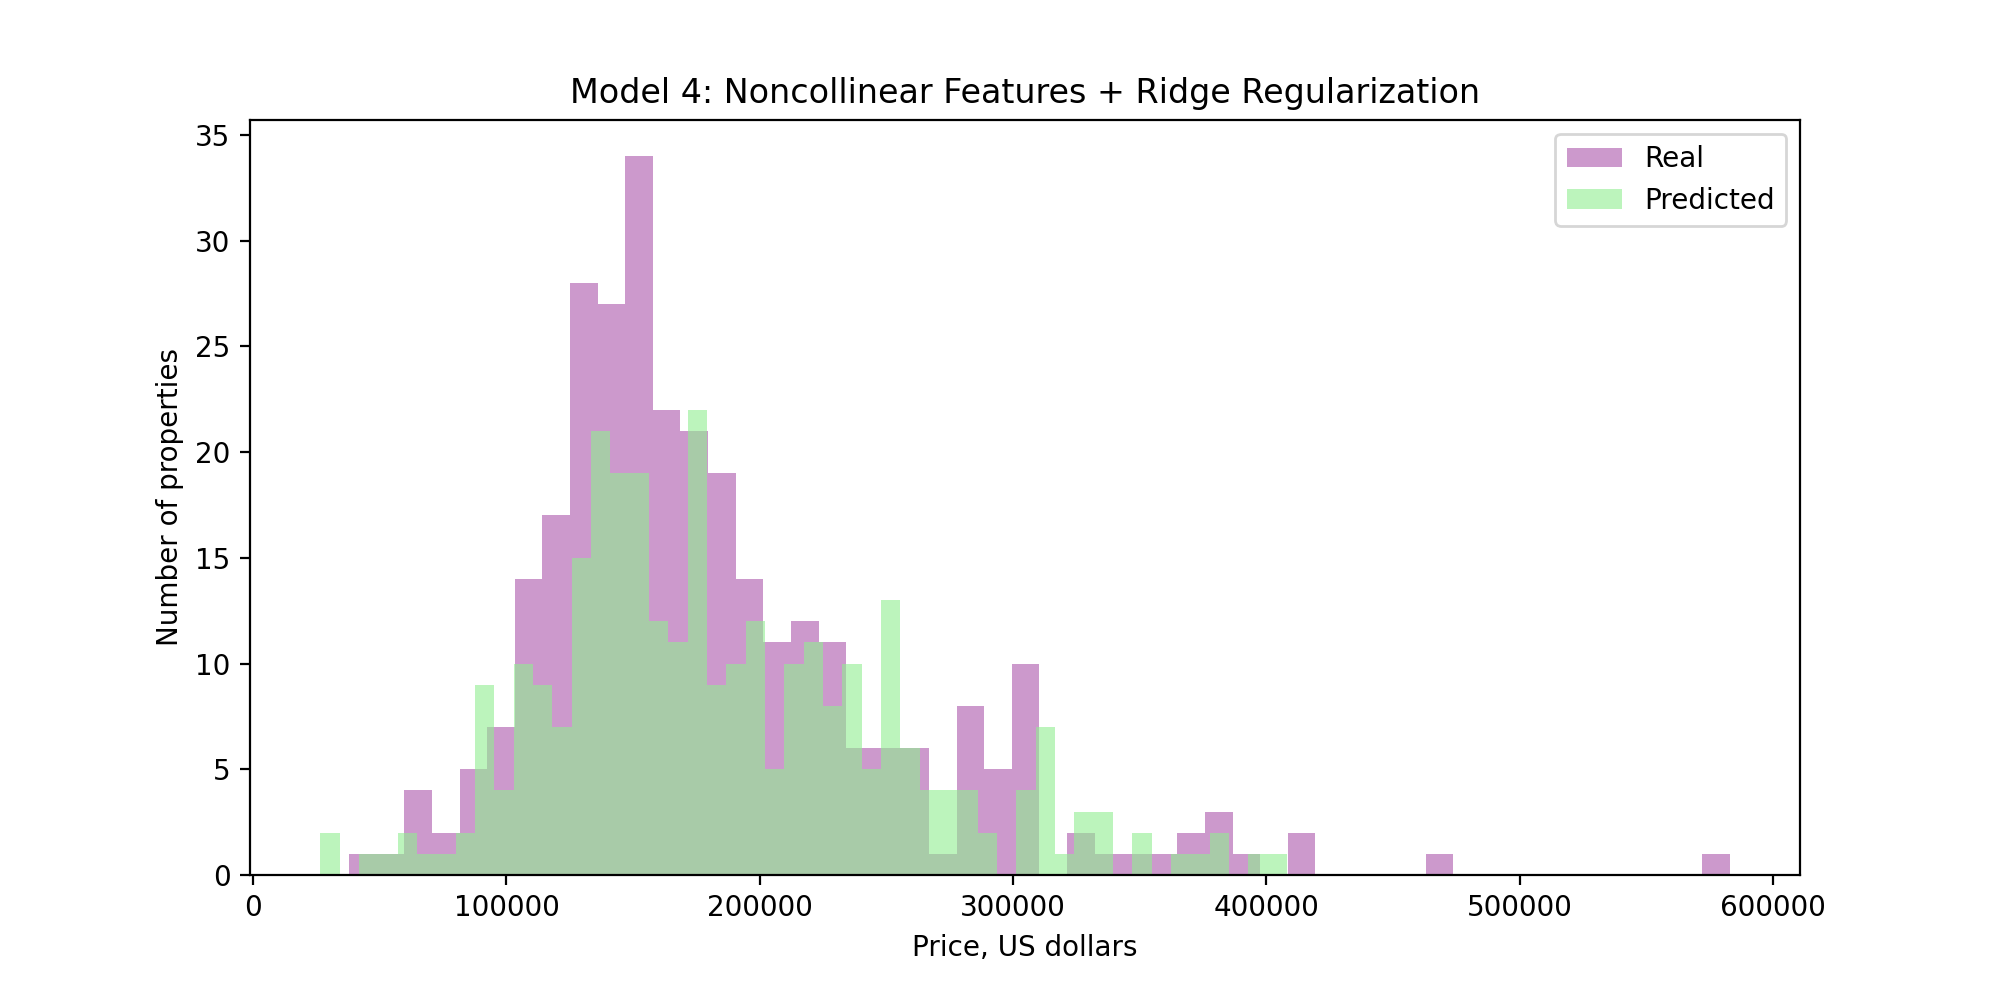 Model 4: Noncollinear Features + Ridge Regularization
Real
Predicted
Number of properties
35
30
25
20
15
10
5
0
0 100000 200000 300000 400000 500000 600000
Price, US dollars